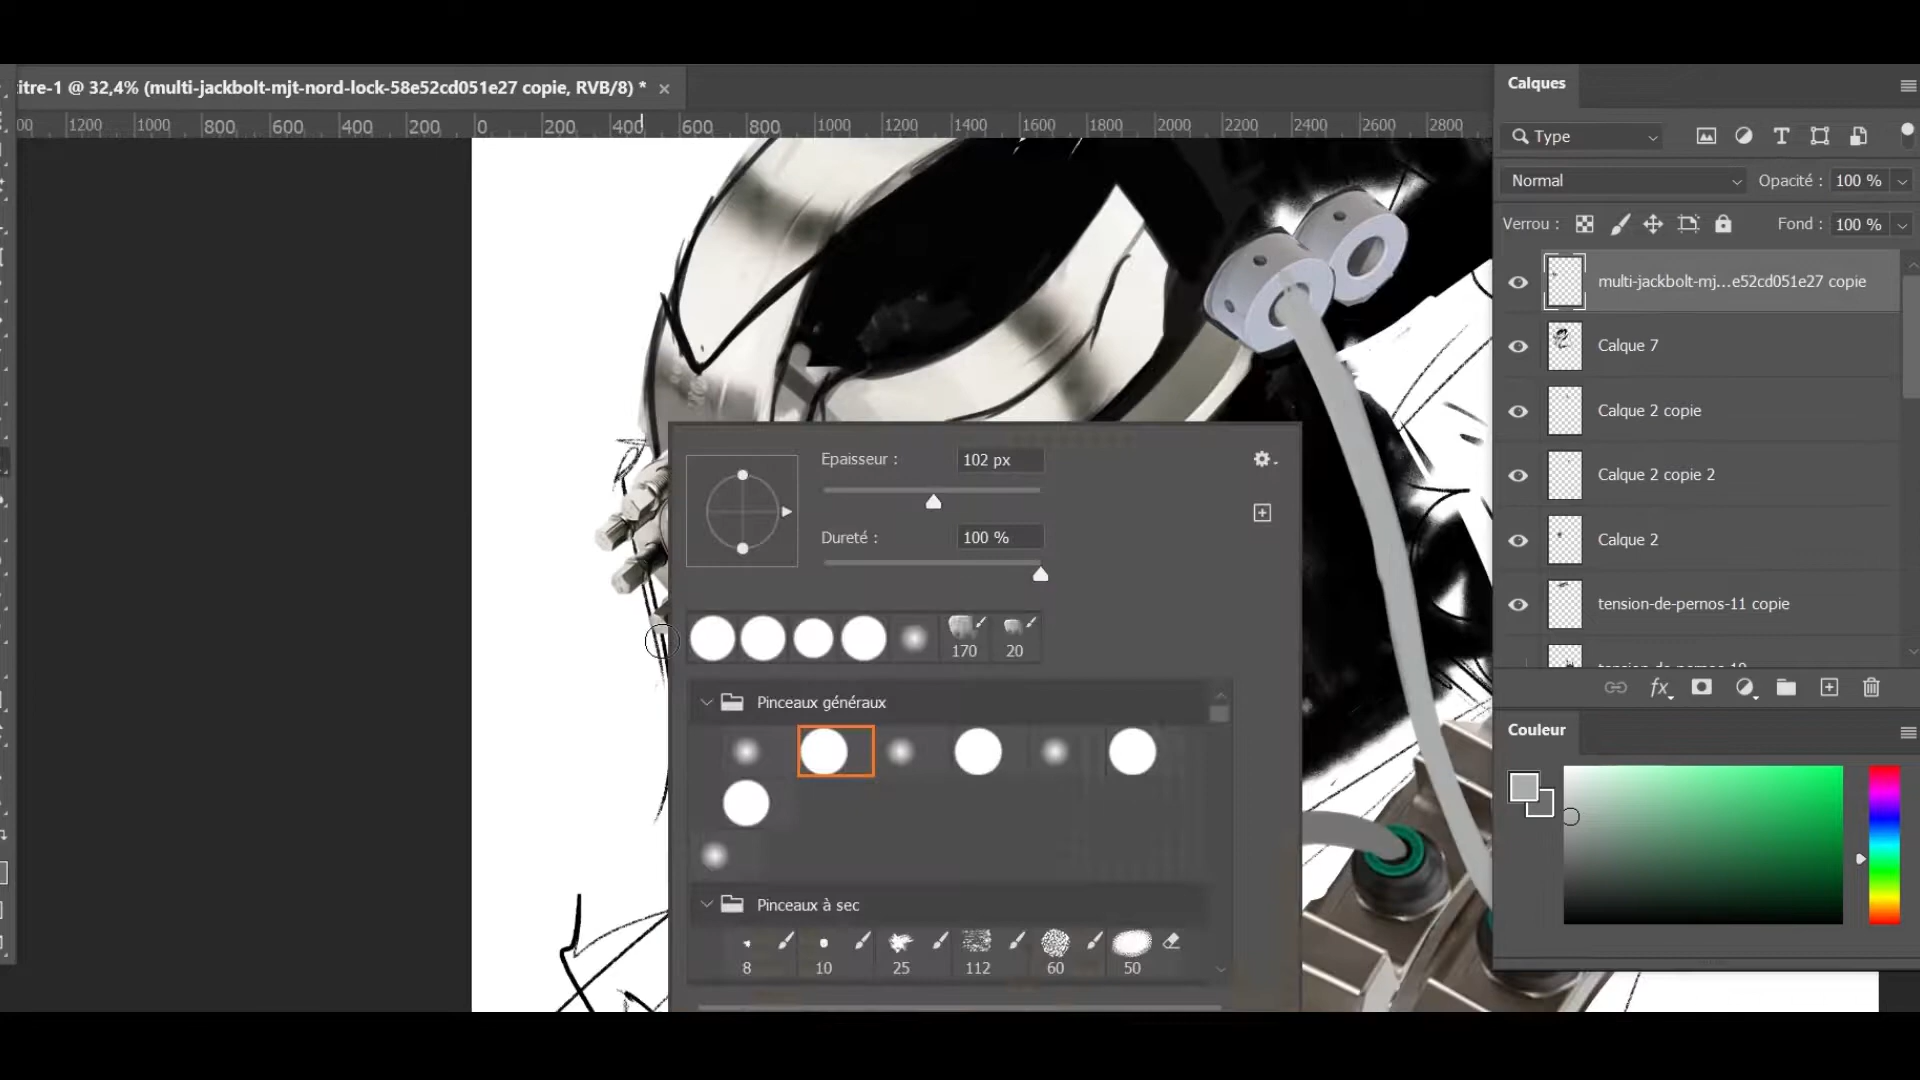 itre-1 @ 32,4% (multi-jackbolt-mjt-nord-lock-58e52cd051e27 copie, RVB/8) * ×
00 1200 1000 800 600 400 200 0 200 400 600 800 1000 1200 1400 1600 1800 2000 2200 2400 2600 2800
Epaisseur : 102 px
Dureté : 100 %
170 20
Pinceaux généraux
Pinceaux à sec
8 10 25 112 60 50
Calques
Type
Normal Opacité : 100 %
Verrou : Fond : 100 %
multi-jackbolt-mj...e52cd051e27 copie
Calque 7
Calque 2 copie
Calque 2 copie 2
Calque 2
tension-de-pernos-11 copie
fx
Couleur